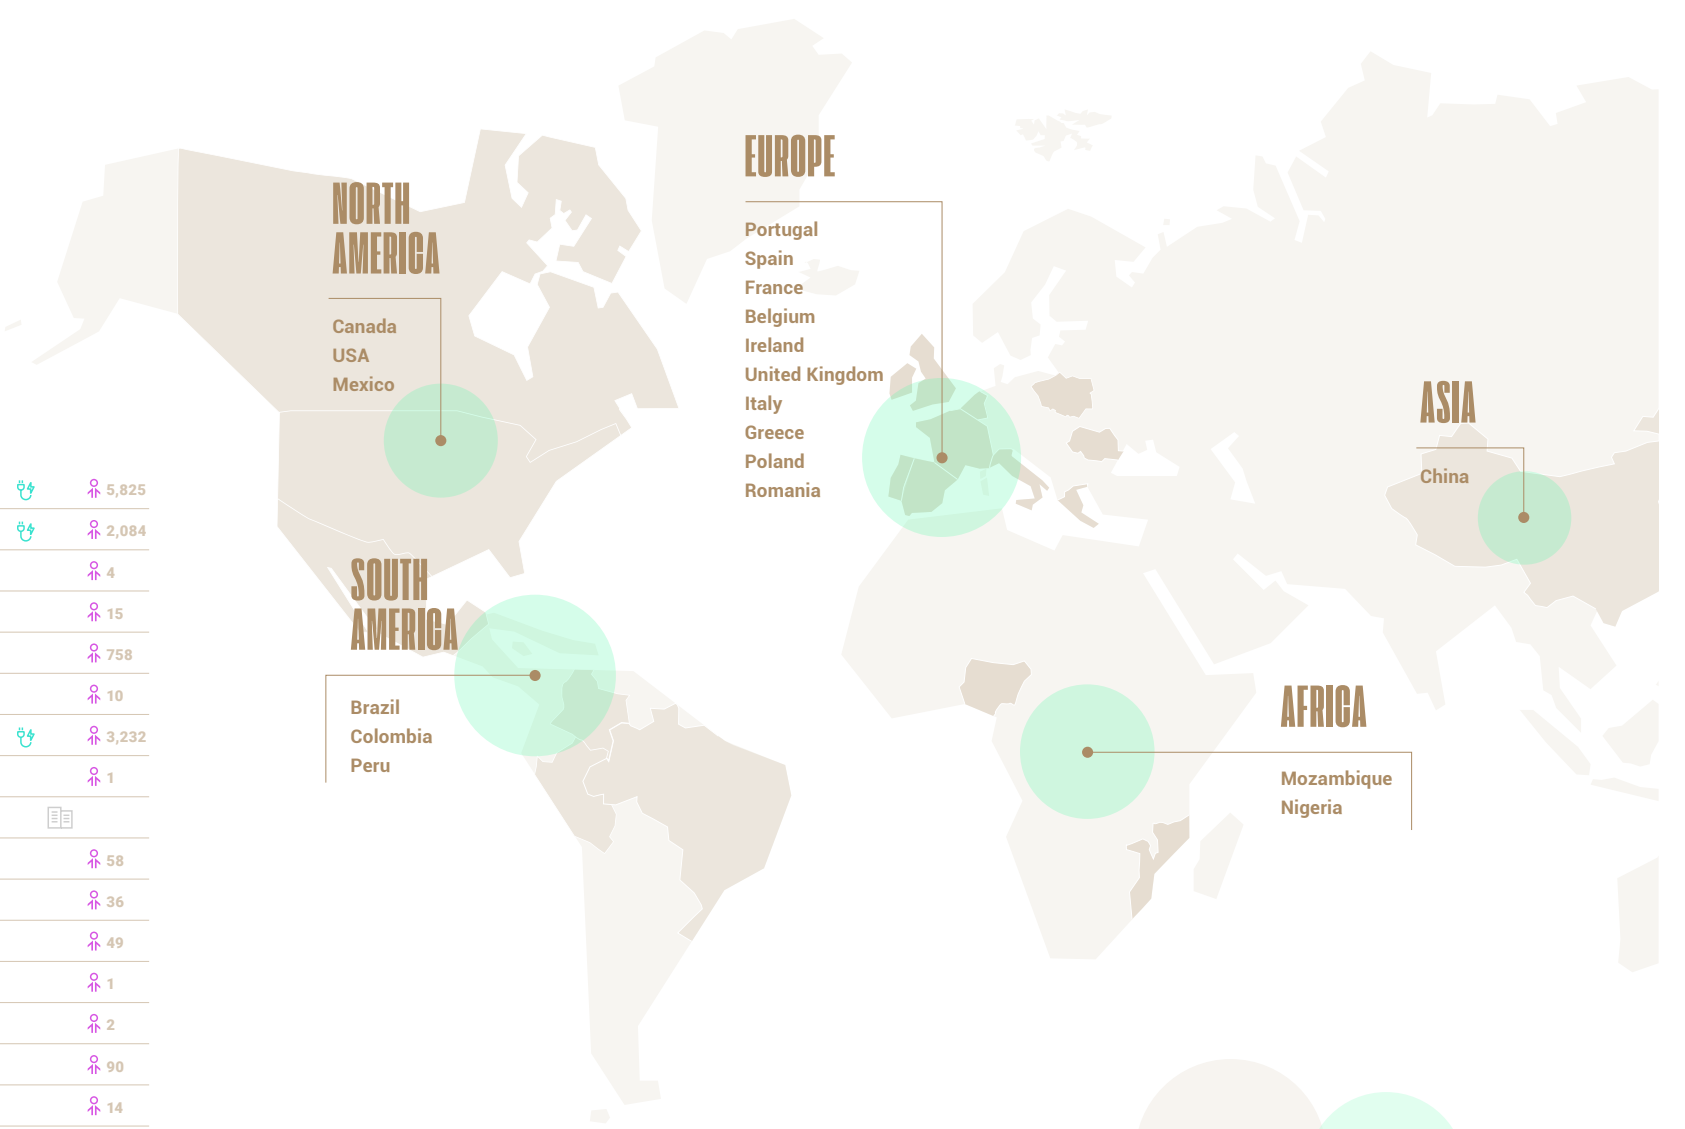 NORTH
AMERICA
Canada
USA
Mexico
EUROPE
Portugal
Spain
France
Belgium
Ireland
United Kingdom
Italy
Greece
Poland
Romania
ASIA
China
SOUTH
AMERICA
Brazil
Colombia
Peru
AFRICA
Mozambique
Nigeria
5,825
2,084
4
15
758
10
3,232
1
58
36
49
1
2
90
14